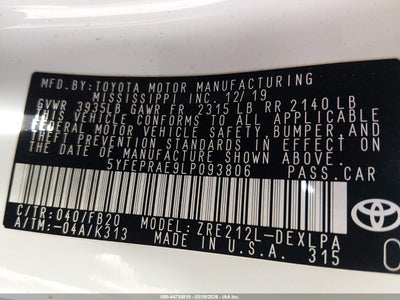 MFD.BY:TOYOTA MOTOR MANUFACTURING
MISSISSIPPI INC. 12/19
GVWR 3935LB GAWR FR 2315LB RR 2140LB
THIS VEHICLE CONFORMS TO ALL APPLICABLE
FEDERAL MOTOR VEHICLE SAFETY, BUMPER AND
THEFT PREVENTION STANDARDS IN EFFECT ON
THE DATE OF MANUFACTURE SHOWN ABOVE.
5YFEPRAE9LP093806 PASS.CAR
C/TR:040/FB20 MODEL:ZRE212L-DEXLPA
A/TM:-04A/K313 MADE IN U.S.A. 315
TOYOTA